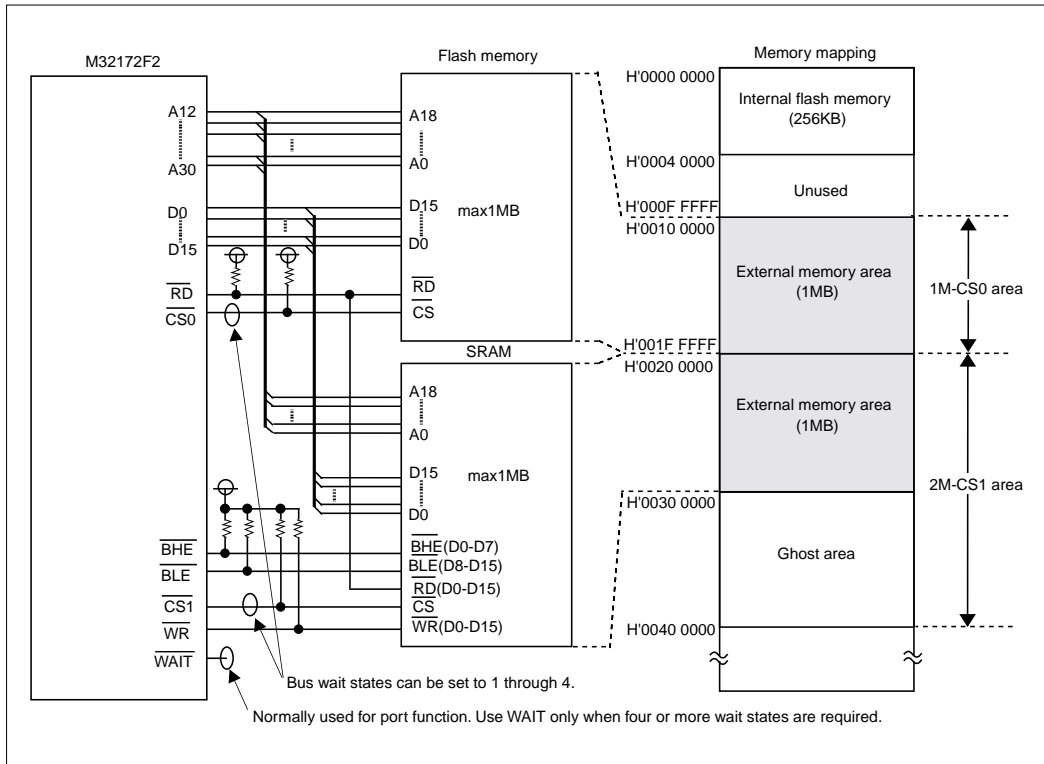 M32172F2
A12
A30
D0
D15
RD
CS0
BHE
BLE
CS1
WR
WAIT
Flash memory
A18
A0
D15
D0
max1MB
RD
CS
SRAM
A18
A0
D15
D0
max1MB
BHE(D0-D7)
BLE(D8-D15)
RD(D0-D15)
CS
WR(D0-D15)
Bus wait states can be set to 1 through 4.
Normally used for port function. Use WAIT only when four or more wait states are required.
Memory mapping
H'0000 0000
Internal flash memory
(256KB)
H'0004 0000
Unused
H'000F FFFF
H'0010 0000
External memory area
(1MB)
1M-CS0 area
H'001F FFFF
H'0020 0000
External memory area
(1MB)
2M-CS1 area
H'0030 0000
Ghost area
H'0040 0000